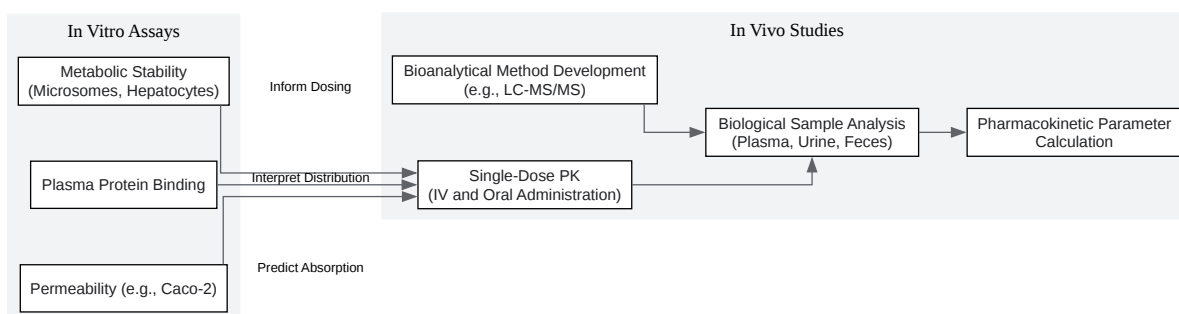 In Vitro Assays
Metabolic Stability
(Microsomes, Hepatocytes)
Plasma Protein Binding
Permeability (e.g., Caco-2)
Inform Dosing
Interpret Distribution
Predict Absorption
In Vivo Studies
Bioanalytical Method Development
(e.g., LC-MS/MS)
Single-Dose PK
(IV and Oral Administration)
Biological Sample Analysis
(Plasma, Urine, Feces)
Pharmacokinetic Parameter
Calculation